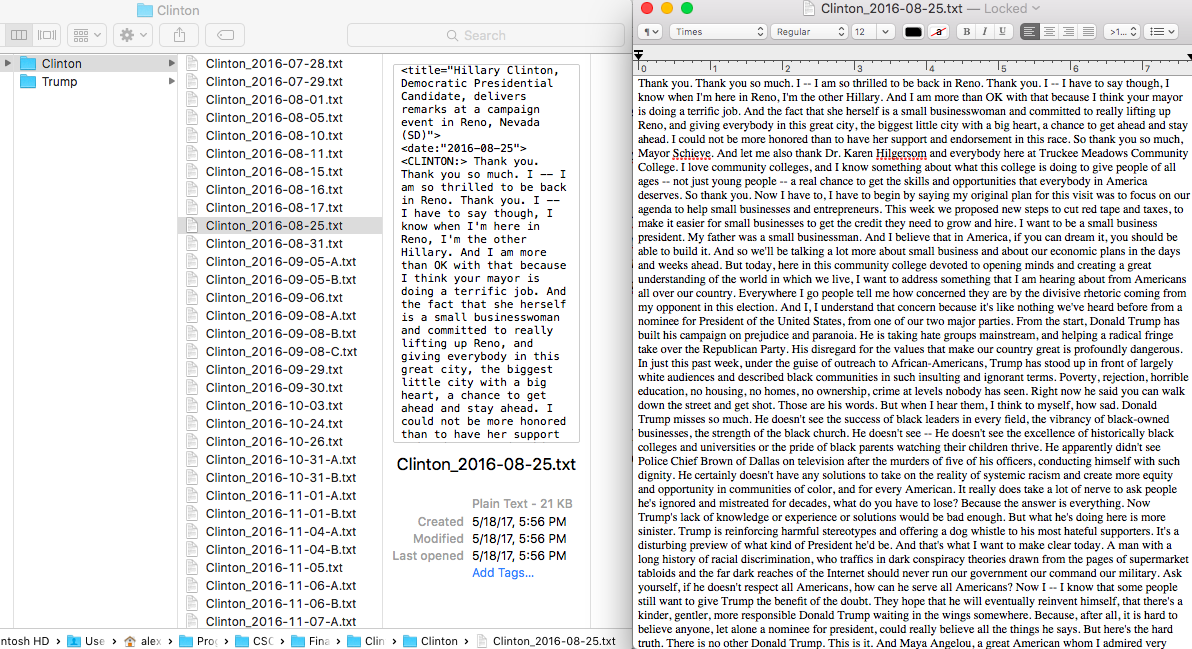 Clinton
Search
Clinton
Trump
Clinton_2016-07-28.txt
Clinton_2016-07-29.txt
Clinton_2016-08-01.txt
Clinton_2016-08-05.txt
Clinton_2016-08-10.txt
Clinton_2016-08-11.txt
Clinton_2016-08-15.txt
Clinton_2016-08-16.txt
Clinton_2016-08-17.txt
Clinton_2016-08-25.txt
Clinton_2016-08-31.txt
Clinton_2016-09-05-A.txt
Clinton_2016-09-05-B.txt
Clinton_2016-09-06.txt
Clinton_2016-09-08-A.txt
Clinton_2016-09-08-B.txt
Clinton_2016-09-08-C.txt
Clinton_2016-09-29.txt
Clinton_2016-09-30.txt
Clinton_2016-10-03.txt
Clinton_2016-10-24.txt
Clinton_2016-10-26.txt
Clinton_2016-10-31-A.txt
Clinton_2016-10-31-B.txt
Clinton_2016-11-01-A.txt
Clinton_2016-11-01-B.txt
Clinton_2016-11-04-A.txt
Clinton_2016-11-04-B.txt
Clinton_2016-11-05.txt
Clinton_2016-11-06-A.txt
Clinton_2016-11-06-B.txt
Clinton_2016-11-07-A.txt
<title="Hillary Clinton,
Democratic Presidential
Candidate, delivers
remarks at a campaign
event in Reno, Nevada
(SD)">
<date:"2016-08-25">
<CLINTON:> Thank you.
Thank you so much. I -- I
am so thrilled to be back
in Reno. Thank you. I --
I have to say though, I
know when I'm here in
Reno, I'm the other
Hillary. And I am more
than OK with that because
I think your mayor is
doing a terrific job. And
the fact that she herself
is a small businesswoman
and committed to really
lifting up Reno, and
giving everybody in this
great city, the biggest
little city with a big
heart, a chance to get
ahead and stay ahead. I
could not be more honored
than to have her support
Clinton_2016-08-25.txt
Plain Text - 21 KB
Created 5/18/17, 5:56 PM
Modified 5/18/17, 5:56 PM
Last opened 5/18/17, 5:56 PM
Add Tags...
ntosh HD › Use › alex › Pro › CSC › Fina › Clin › Clinton › Clinton_2016-08-25.txt
Clinton_2016-08-25.txt — Locked
¶ Times Regular 12 a B I U >1...
0 1 2 3 4 5 6 7
Thank you. Thank you so much. I -- I am so thrilled to be back in Reno. Thank you. I -- I have to say though, I
know when I'm here in Reno, I'm the other Hillary. And I am more than OK with that because I think your mayor
is doing a terrific job. And the fact that she herself is a small businesswoman and committed to really lifting up
Reno, and giving everybody in this great city, the biggest little city with a big heart, a chance to get ahead and stay
ahead. I could not be more honored than to have her support and endorsement in this race. So thank you so much,
Mayor Schieve. And let me also thank Dr. Karen Hilgersom and everybody here at Truckee Meadows Community
College. I love community colleges, and I know something about what this college is doing to give people of all
ages -- not just young people -- a real chance to get the skills and opportunities that everybody in America
deserves. So thank you. Now I have to, I have to begin by saying my original plan for this visit was to focus on our
agenda to help small businesses and entrepreneurs. This week we proposed new steps to cut red tape and taxes, to
make it easier for small businesses to get the credit they need to grow and hire. I want to be a small business
president. My father was a small businessman. And I believe that in America, if you can dream it, you should be
able to build it. And so we'll be talking a lot more about small business and about our economic plans in the days
and weeks ahead. But today, here in this community college devoted to opening minds and creating a great
understanding of the world in which we live, I want to address something that I am hearing about from Americans
all over our country. Everywhere I go people tell me how concerned they are by the divisive rhetoric coming from
my opponent in this election. And I, I understand that concern because it's like nothing we've heard before from a
nominee for President of the United States, from one of our two major parties. From the start, Donald Trump has
built his campaign on prejudice and paranoia. He is taking hate groups mainstream, and helping a radical fringe
take over the Republican Party. His disregard for the values that make our country great is profoundly dangerous.
In just this past week, under the guise of outreach to African-Americans, Trump has stood up in front of largely
white audiences and described black communities in such insulting and ignorant terms. Poverty, rejection, horrible
education, no housing, no homes, no ownership, crime at levels nobody has seen. Right now he said you can walk
down the street and get shot. Those are his words. But when I hear them, I think to myself, how sad. Donald
Trump misses so much. He doesn't see the success of black leaders in every field, the vibrancy of black-owned
businesses, the strength of the black church. He doesn't see -- He doesn't see the excellence of historically black
colleges and universities or the pride of black parents watching their children thrive. He apparently didn't see
Police Chief Brown of Dallas on television after the murders of five of his officers, conducting himself with such
dignity. He certainly doesn't have any solutions to take on the reality of systemic racism and create more equity
and opportunity in communities of color, and for every American. It really does take a lot of nerve to ask people
he's ignored and mistreated for decades, what do you have to lose? Because the answer is everything. Now
Trump's lack of knowledge or experience or solutions would be bad enough. But what he's doing here is more
sinister. Trump is reinforcing harmful stereotypes and offering a dog whistle to his most hateful supporters. It's a
disturbing preview of what kind of President he'd be. And that's what I want to make clear today. A man with a
long history of racial discrimination, who traffics in dark conspiracy theories drawn from the pages of supermarket
tabloids and the far dark reaches of the Internet should never run our government our command our military. Ask
yourself, if he doesn't respect all Americans, how can he serve all Americans? Now I -- I know that some people
still want to give Trump the benefit of the doubt. They hope that he will eventually reinvent himself, that there's a
kinder, gentler, more responsible Donald Trump waiting in the wings somewhere. Because, after all, it is hard to
believe anyone, let alone a nominee for president, could really believe all the things he says. But here's the hard
truth. There is no other Donald Trump. This is it. And Maya Angelou, a great American whom I admired very